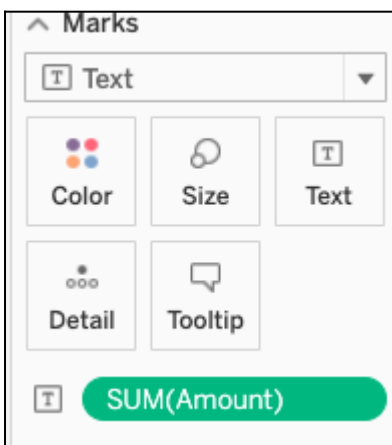 Marks
T Text
Color Size T Text
Detail Tooltip
T SUM(Amount)